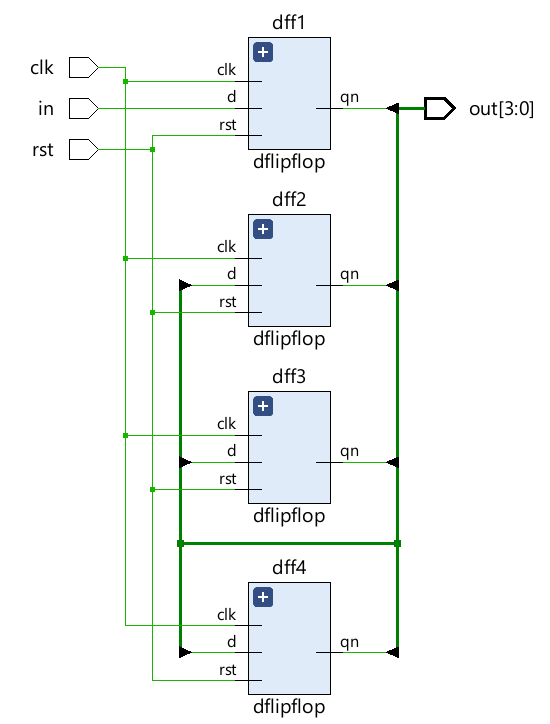 dff1
clk
clk
d
qn
in
out[3:0]
rst
rst
dflipflop
dff2
clk
d
qn
rst
dflipflop
dff3
clk
d
qn
rst
dflipflop
dff4
clk
d
qn
rst
dflipflop